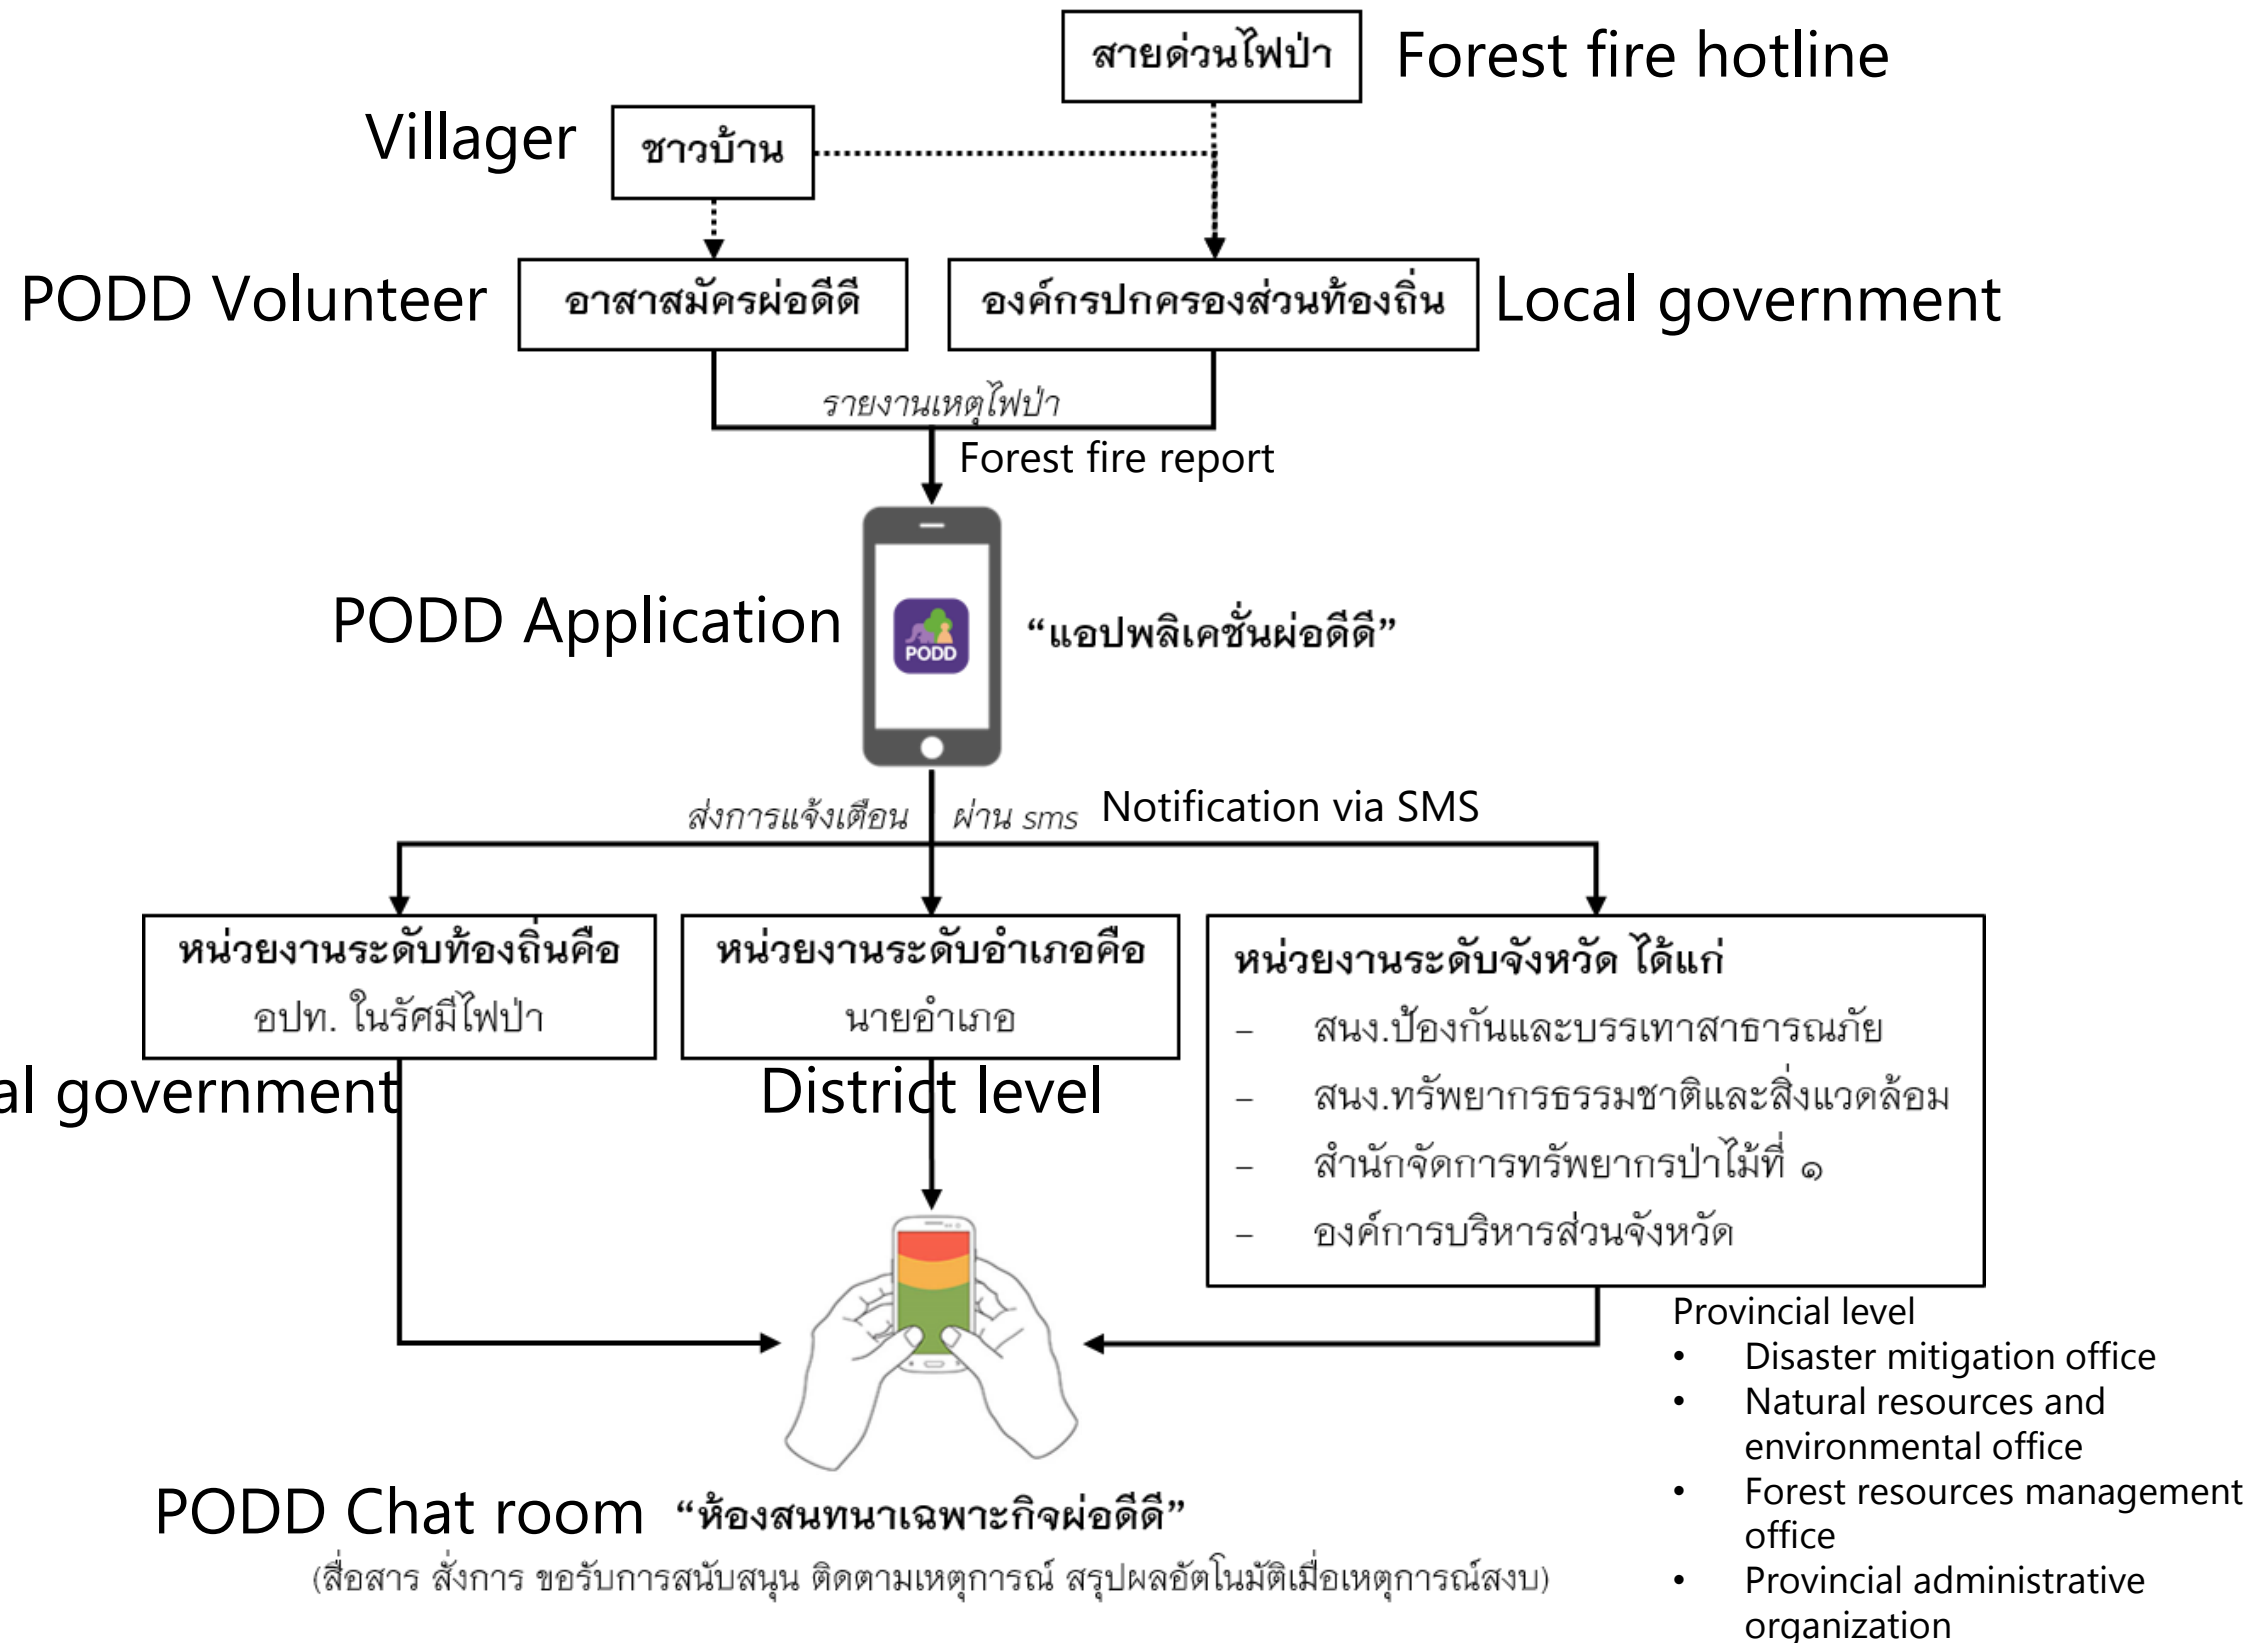 สายด่วนไฟป่า Forest fire hotline
Villager ชาวบ้าน
PODD Volunteer อาสาสมัครผ่อดีดี องค์กรปกครองส่วนท้องถิ่น Local government
รายงานเหตุไฟป่า
Forest fire report
PODD Application PODD “แอปพลิเคชั่นผ่อดีดี”
ส่งการแจ้งเตือน ผ่าน sms Notification via SMS
หน่วยงานระดับท้องถิ่นคือ
อปท. ในรัศมีไฟป่า
government
หน่วยงานระดับอำเภอคือ
นายอำเภอ
District level
หน่วยงานระดับจังหวัด ได้แก่
– สนง.ป้องกันและบรรเทาสาธารณภัย
– สนง.ทรัพยากรธรรมชาติและสิ่งแวดล้อม
– สำนักจัดการทรัพยากรป่าไม้ที่ ๑
– องค์การบริหารส่วนจังหวัด
Provincial level
• Disaster mitigation office
• Natural resources and
environmental office
• Forest resources management
office
• Provincial administrative
organization
PODD Chat room “ห้องสนทนาเฉพาะกิจผ่อดีดี”
(สื่อสาร สั่งการ ขอรับการสนับสนุน ติดตามเหตุการณ์ สรุปผลอัตโนมัติเมื่อเหตุการณ์สงบ)